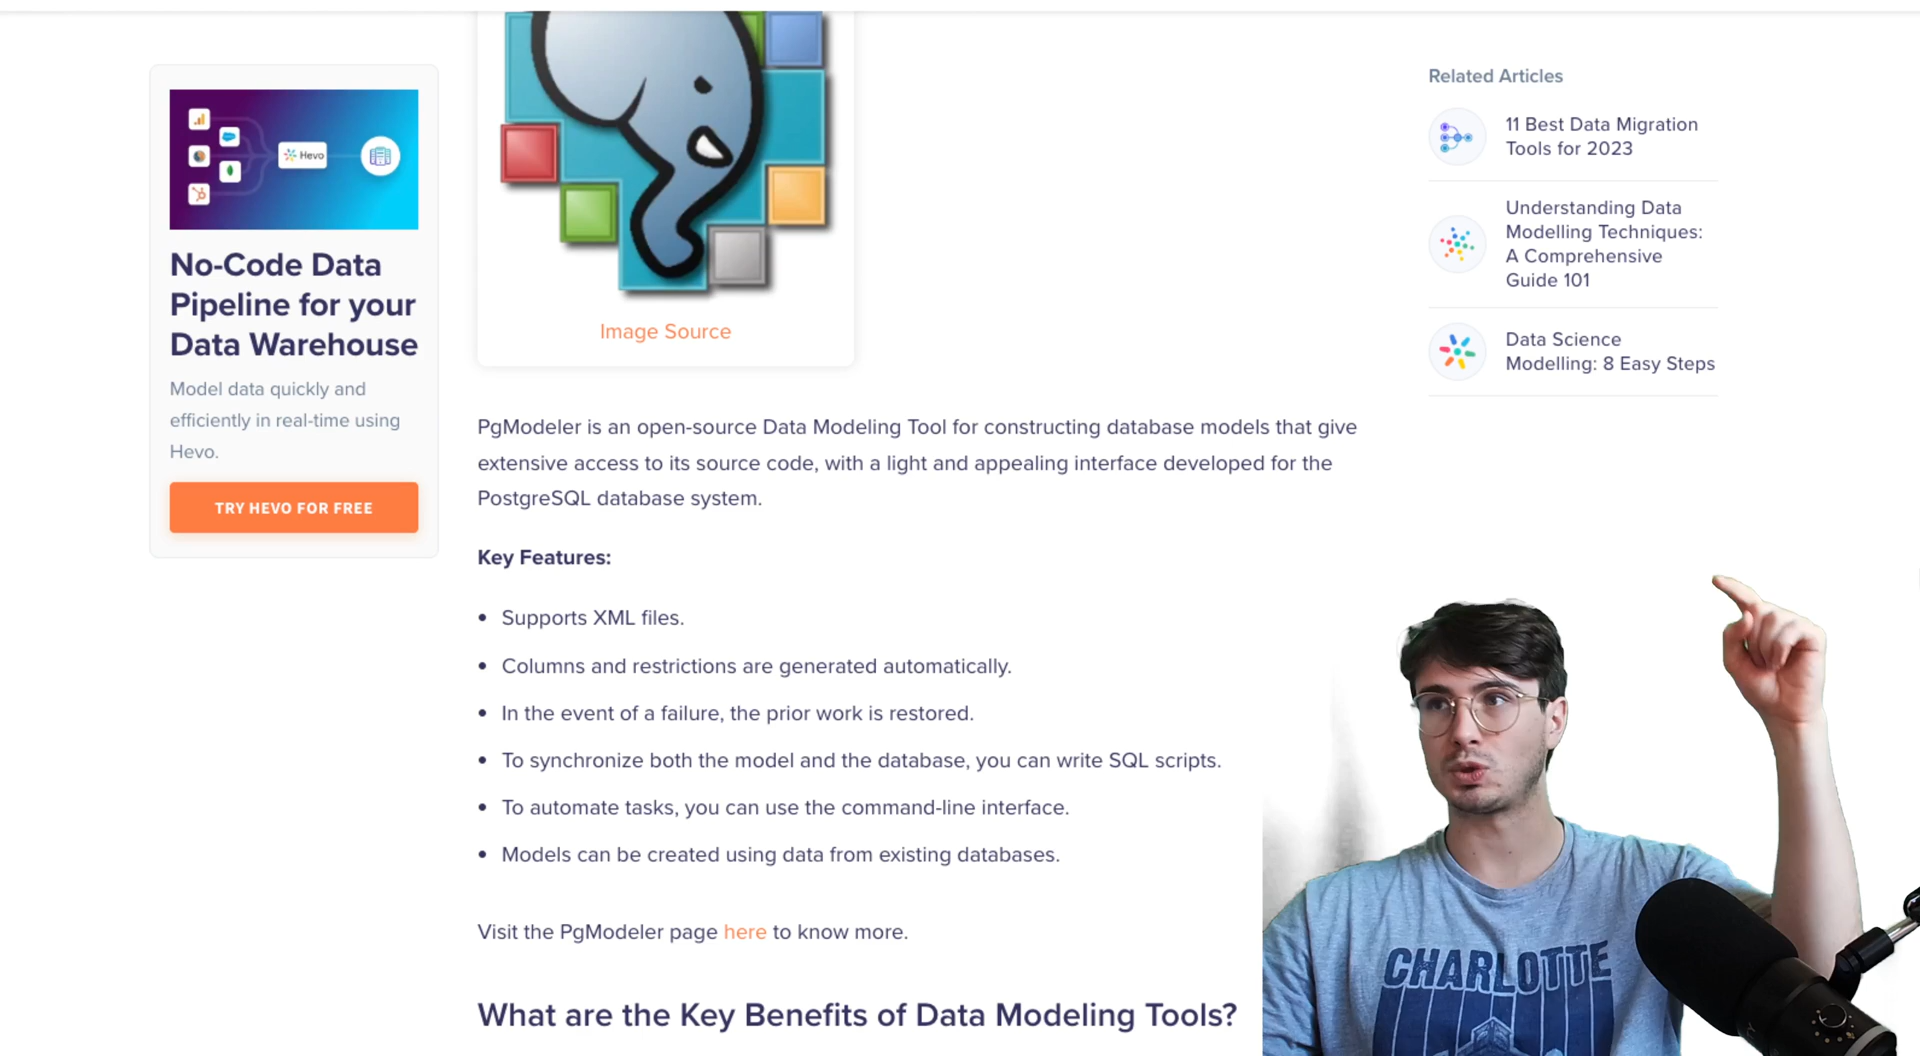 Hevo
No-Code Data
Pipeline for your
Data Warehouse
Model data quickly and
efficiently in real-time using
Hevo.
TRY HEVO FOR FREE
Image Source
PgModeler is an open-source Data Modeling Tool for constructing database models that give
extensive access to its source code, with a light and appealing interface developed for the
PostgreSQL database system.
Key Features:
• Supports XML files.
• Columns and restrictions are generated automatically.
• In the event of a failure, the prior work is restored.
• To synchronize both the model and the database, you can write SQL scripts.
• To automate tasks, you can use the command-line interface.
• Models can be created using data from existing databases.
Visit the PgModeler page here to know more.
What are the Key Benefits of Data Modeling Tools?
Related Articles
11 Best Data Migration
Tools for 2023
Understanding Data
Modelling Techniques:
A Comprehensive
Guide 101
Data Science
Modelling: 8 Easy Steps
CHARLOTTE